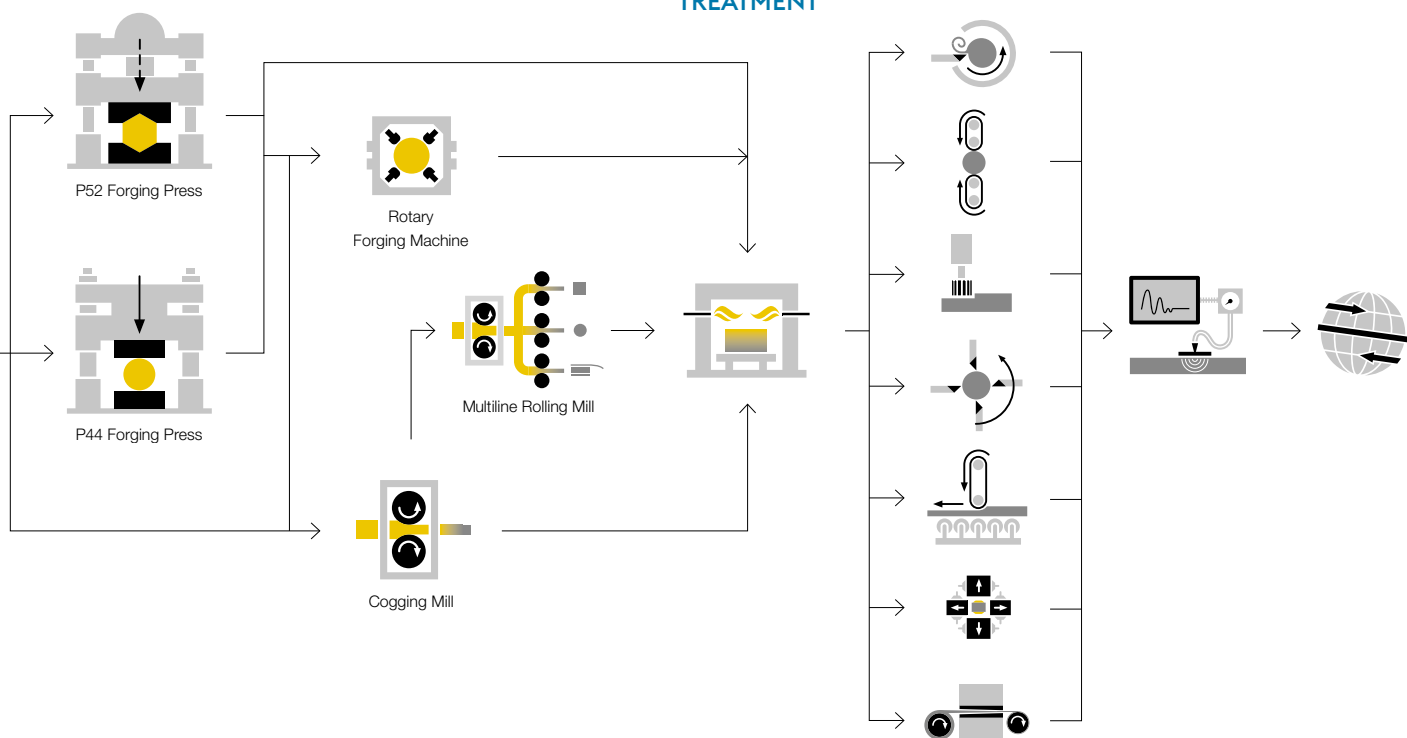 TREATMENT
P52 Forging Press
Rotary
Forging Machine
Multiline Rolling Mill
P44 Forging Press
Cogging Mill